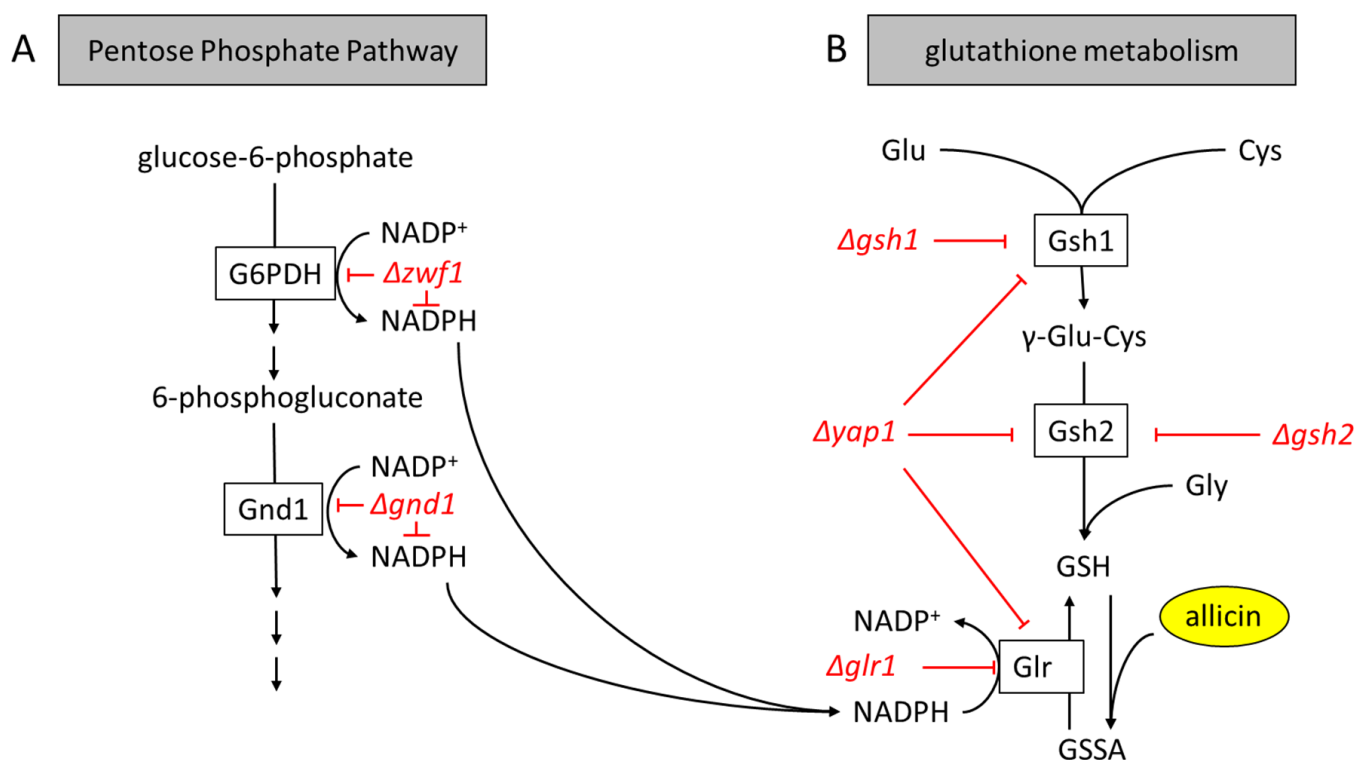 A
Pentose Phosphate Pathway
glucose-6-phosphate
NADP⁺
G6PDH
Δzwf1
NADPH
6-phosphogluconate
NADP⁺
Gnd1
Δgnd1
NADPH
B
glutathione metabolism
Glu
Cys
Δgsh1
Gsh1
γ-Glu-Cys
Δyap1
Gsh2
Δgsh2
Gly
GSH
allicin
NADP⁺
Δglr1
Glr
NADPH
GSSA